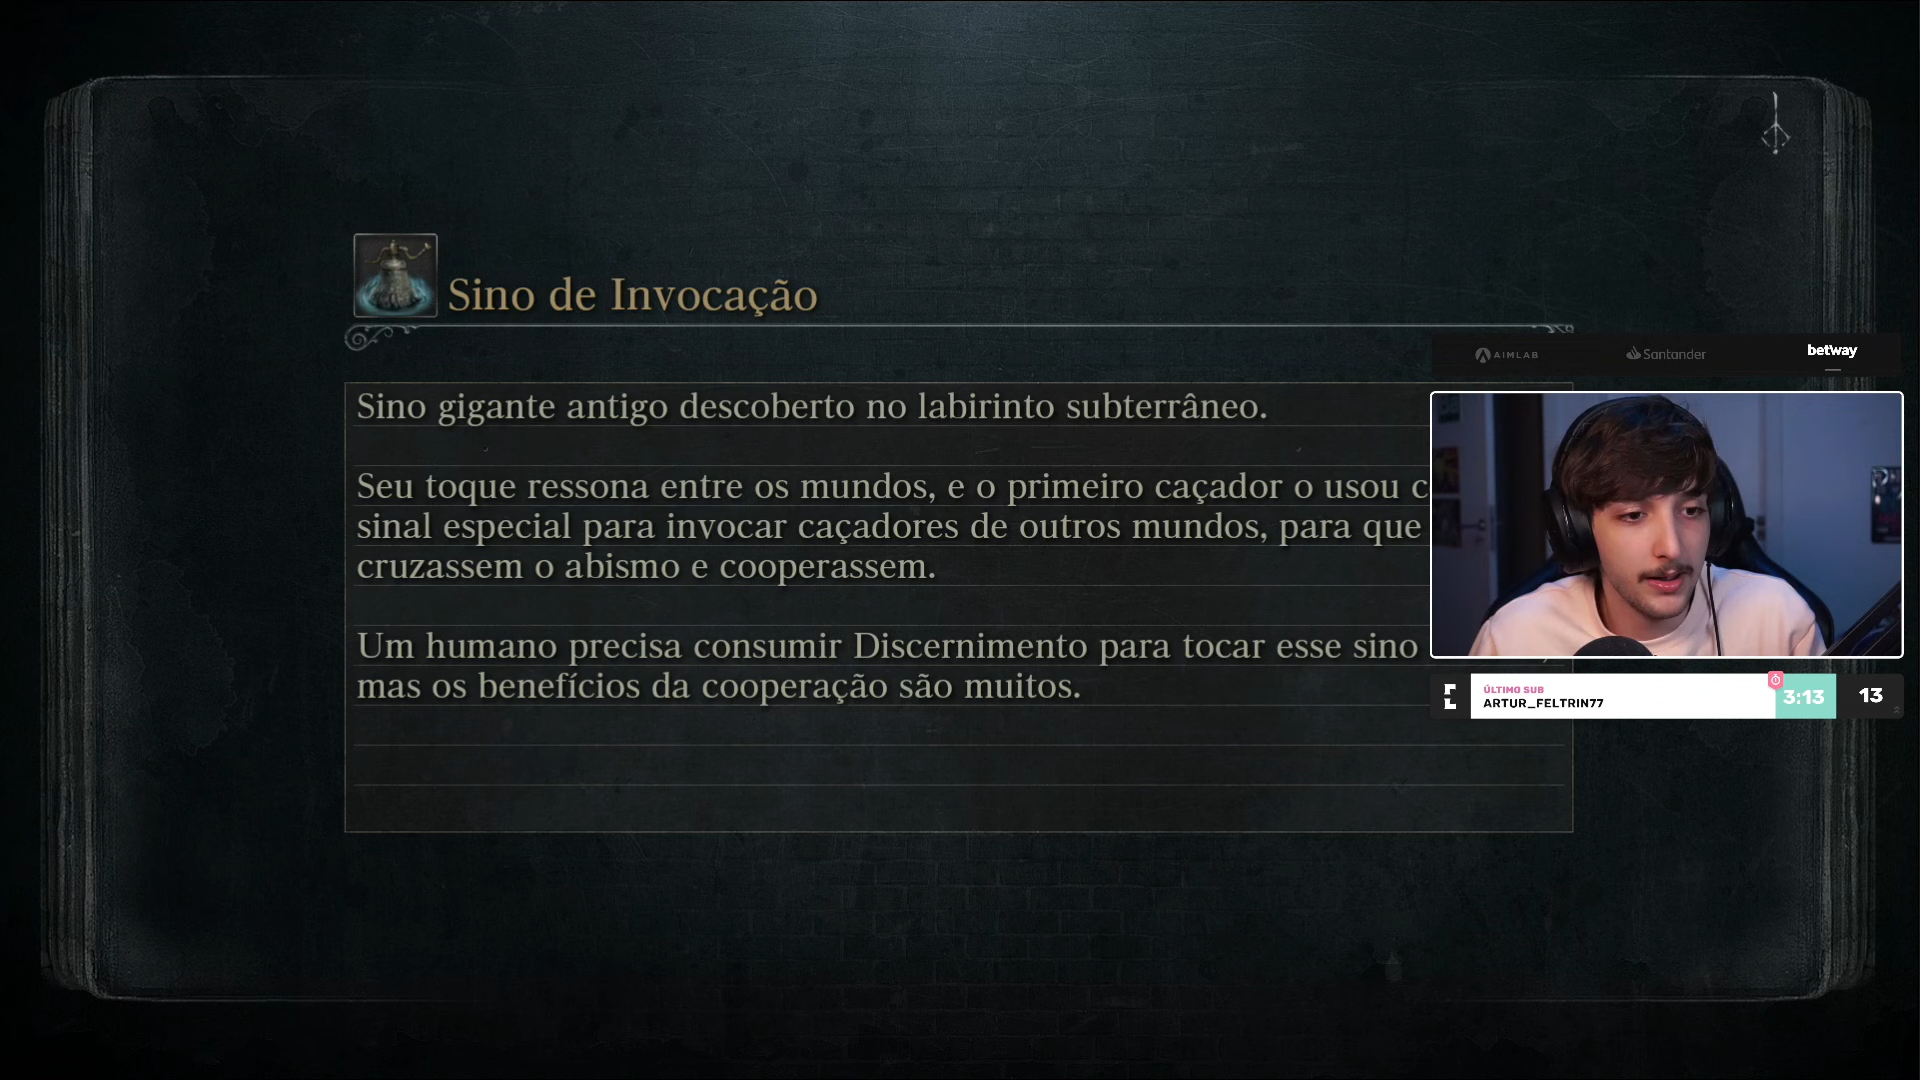 Sino de Invocação
Sino gigante antigo descoberto no labirinto subterrâneo.
Seu toque ressona entre os mundos, e o primeiro caçador o usou
sinal especial para invocar caçadores de outros mundos, para que
cruzassem o abismo e cooperassem.
Um humano precisa consumir Discernimento para tocar esse sino
mas os benefícios da cooperação são muitos.
AIMLAB Santander betway
ÚLTIMO SUB
ARTUR_FELTRIN77
3:13
13